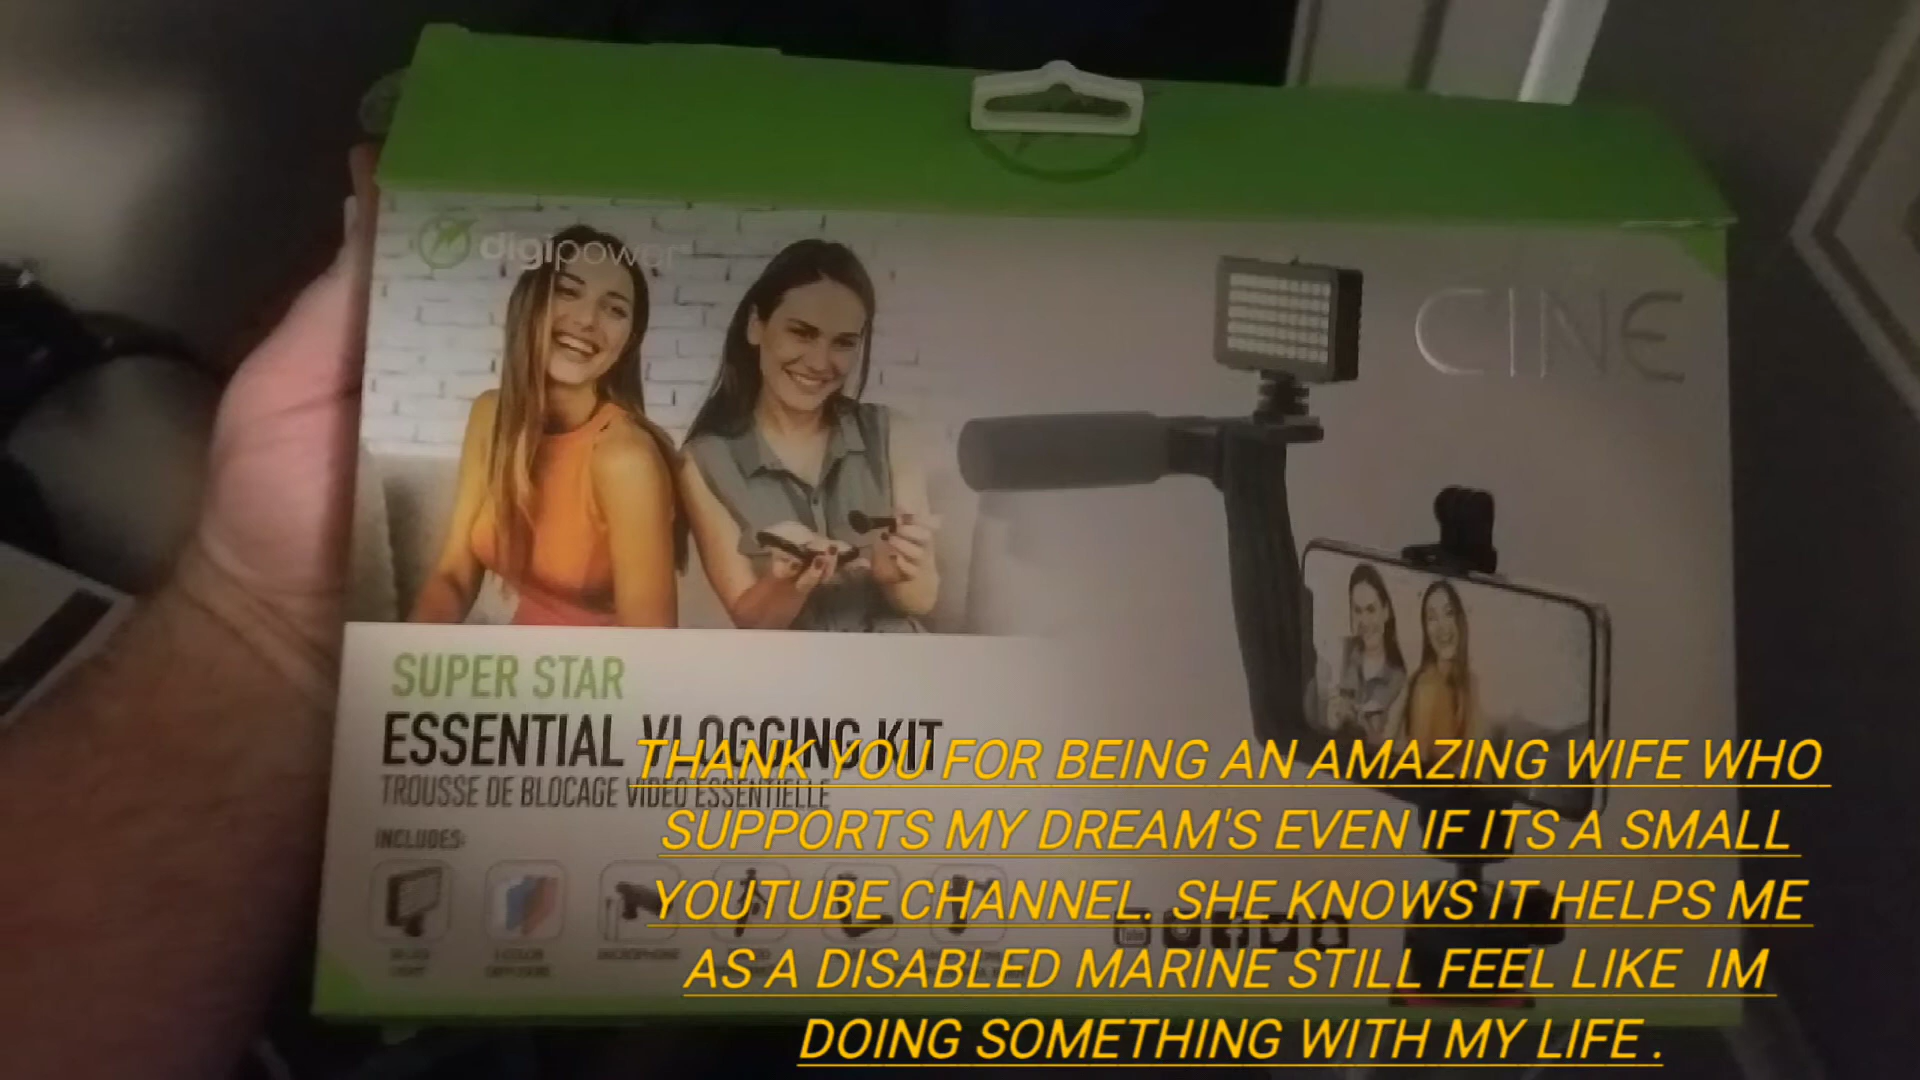 digipower
CINE
SUPER STAR
ESSENTIAL VLOGGING KIT
TROUSSE DE BLOCAGE VIDÉO ESSENTIELLE
INCLUDES:
MICROPHONE
THANK YOU FOR BEING AN AMAZING WIFE WHO
SUPPORTS MY DREAM'S EVEN IF ITS A SMALL
YOUTUBE CHANNEL. SHE KNOWS IT HELPS ME
AS A DISABLED MARINE STILL FEEL LIKE IM
DOING SOMETHING WITH MY LIFE .